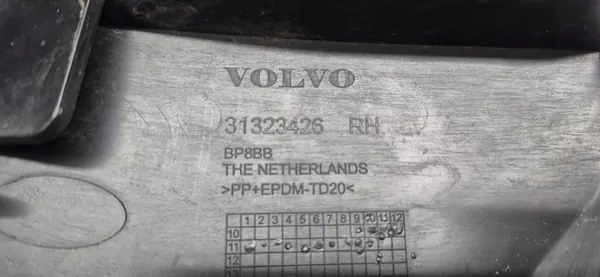 VOLVO
31323426 RH
BP8BB
THE NETHERLANDS
>PP+EPDM-TD20<
1 2 3 4 5 6 7 8 9 10 11 12
10
11
12
13